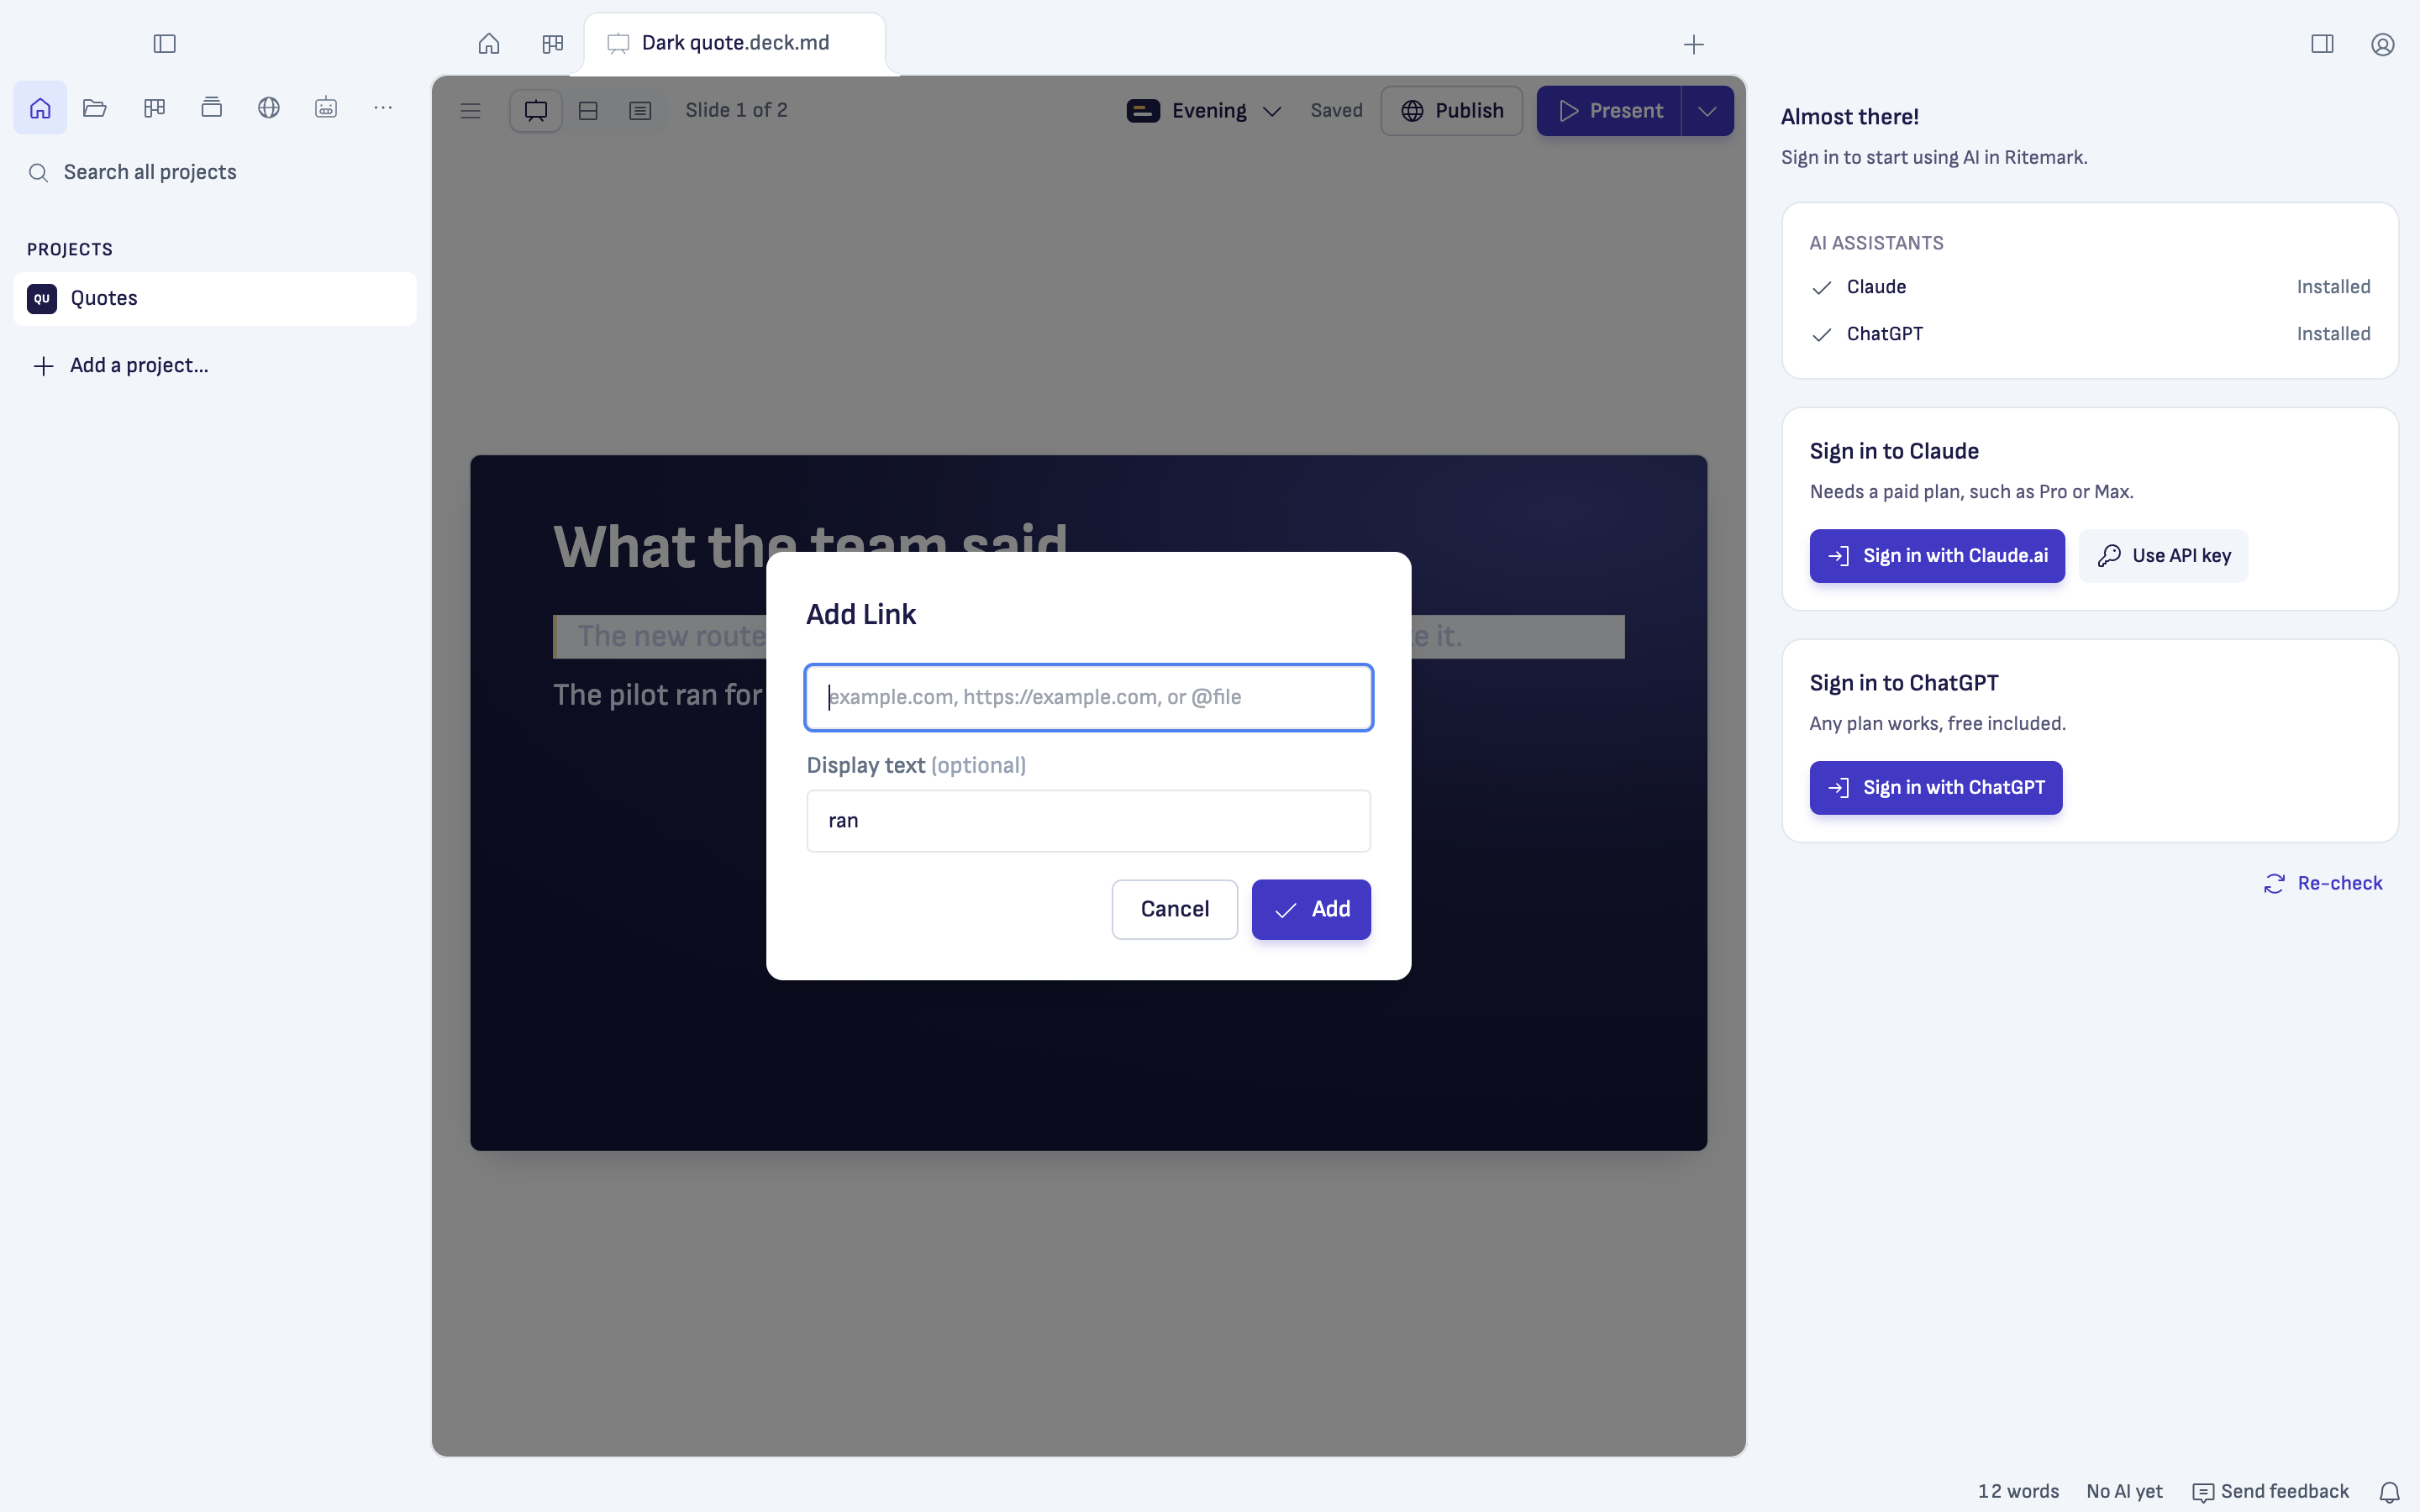 Dark quote.deck.md
Search all projects
PROJECTS
QU Quotes
Add a project...
Slide 1 of 2
Evening
Saved
Publish
Present
What the team said
The new route
e it.
The pilot ran for
Add Link
example.com, https://example.com, or @file
Display text (optional)
ran
Cancel
Add
Almost there!
Sign in to start using AI in Ritemark.
AI ASSISTANTS
Claude Installed
ChatGPT Installed
Sign in to Claude
Needs a paid plan, such as Pro or Max.
Sign in with Claude.ai
Use API key
Sign in to ChatGPT
Any plan works, free included.
Sign in with ChatGPT
Re-check
12 words
No AI yet
Send feedback